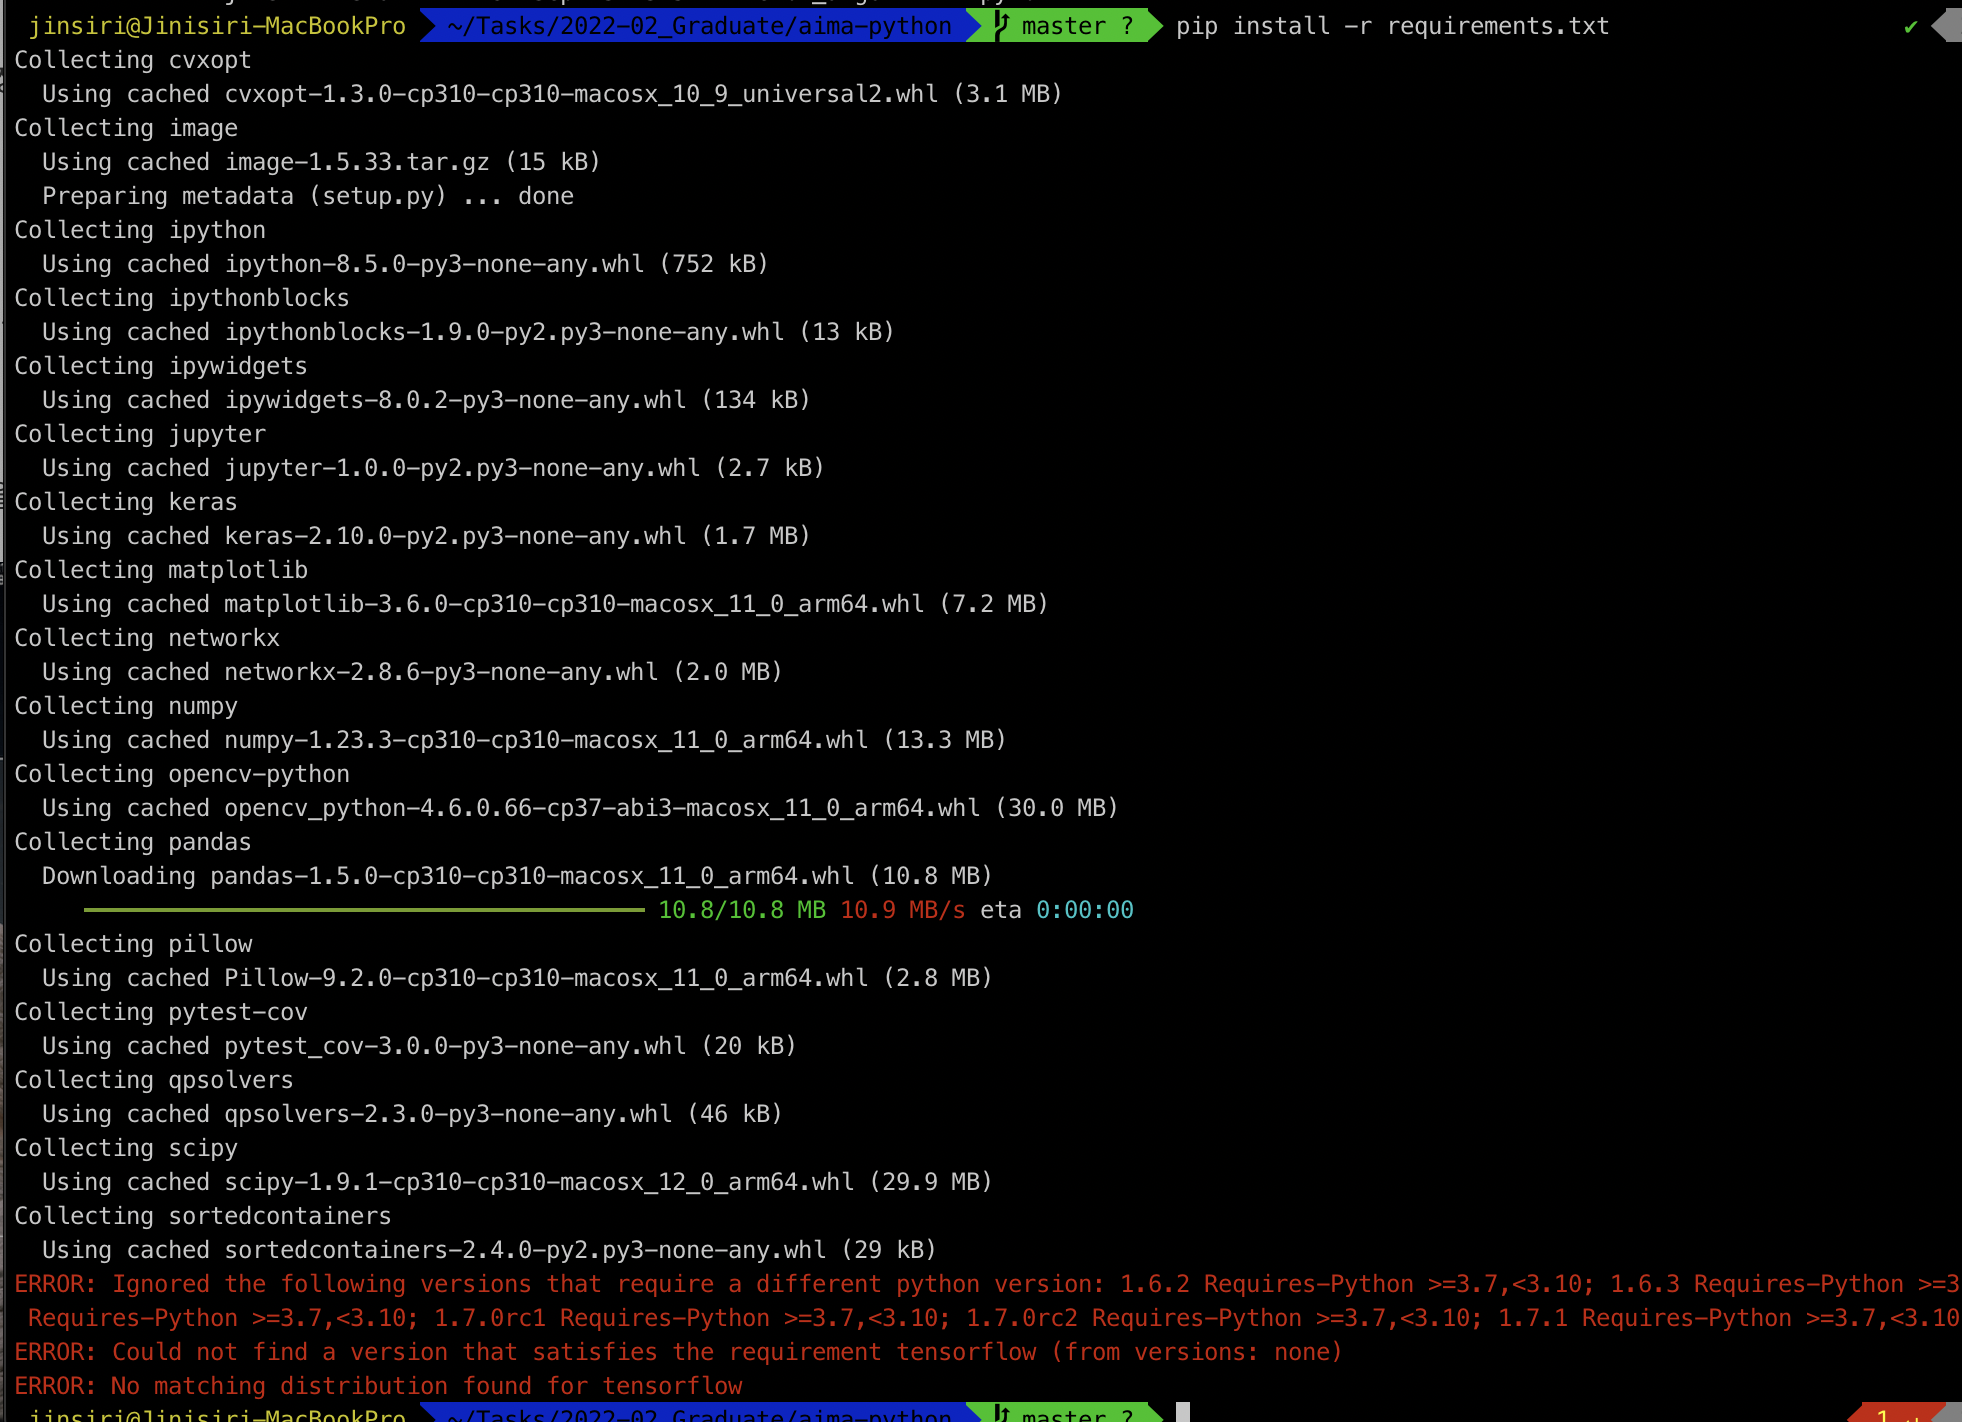 jinsiri@Jinisiri-MacBookPro ~/Tasks/2022-02_Graduate/aima-python master ? pip install -r requirements.txt ✔
Collecting cvxopt
Using cached cvxopt-1.3.0-cp310-cp310-macosx_10_9_universal2.whl (3.1 MB)
Collecting image
Using cached image-1.5.33.tar.gz (15 kB)
Preparing metadata (setup.py) ... done
Collecting ipython
Using cached ipython-8.5.0-py3-none-any.whl (752 kB)
Collecting ipythonblocks
Using cached ipythonblocks-1.9.0-py2.py3-none-any.whl (13 kB)
Collecting ipywidgets
Using cached ipywidgets-8.0.2-py3-none-any.whl (134 kB)
Collecting jupyter
Using cached jupyter-1.0.0-py2.py3-none-any.whl (2.7 kB)
Collecting keras
Using cached keras-2.10.0-py2.py3-none-any.whl (1.7 MB)
Collecting matplotlib
Using cached matplotlib-3.6.0-cp310-cp310-macosx_11_0_arm64.whl (7.2 MB)
Collecting networkx
Using cached networkx-2.8.6-py3-none-any.whl (2.0 MB)
Collecting numpy
Using cached numpy-1.23.3-cp310-cp310-macosx_11_0_arm64.whl (13.3 MB)
Collecting opencv-python
Using cached opencv_python-4.6.0.66-cp37-abi3-macosx_11_0_arm64.whl (30.0 MB)
Collecting pandas
Downloading pandas-1.5.0-cp310-cp310-macosx_11_0_arm64.whl (10.8 MB)
10.8/10.8 MB 10.9 MB/s eta 0:00:00
Collecting pillow
Using cached Pillow-9.2.0-cp310-cp310-macosx_11_0_arm64.whl (2.8 MB)
Collecting pytest-cov
Using cached pytest_cov-3.0.0-py3-none-any.whl (20 kB)
Collecting qpsolvers
Using cached qpsolvers-2.3.0-py3-none-any.whl (46 kB)
Collecting scipy
Using cached scipy-1.9.1-cp310-cp310-macosx_12_0_arm64.whl (29.9 MB)
Collecting sortedcontainers
Using cached sortedcontainers-2.4.0-py2.py3-none-any.whl (29 kB)
ERROR: Ignored the following versions that require a different python version: 1.6.2 Requires-Python >=3.7,<3.10; 1.6.3 Requires-Python >=3
Requires-Python >=3.7,<3.10; 1.7.0rc1 Requires-Python >=3.7,<3.10; 1.7.0rc2 Requires-Python >=3.7,<3.10; 1.7.1 Requires-Python >=3.7,<3.10
ERROR: Could not find a version that satisfies the requirement tensorflow (from versions: none)
ERROR: No matching distribution found for tensorflow
jinsiri@Jinisiri-MacBookPro ~/Tasks/2022-02_Graduate/aima-python master ? 1